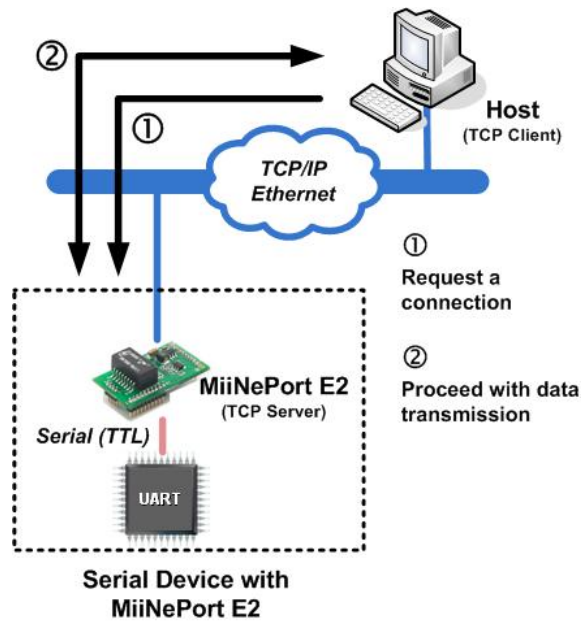 ②
①
Host
(TCP Client)
TCP/IP
Ethernet
①
Request a
connection
②
Proceed with data
transmission
MiiNePort E2
(TCP Server)
Serial (TTL)
UART
Serial Device with
MiiNePort E2